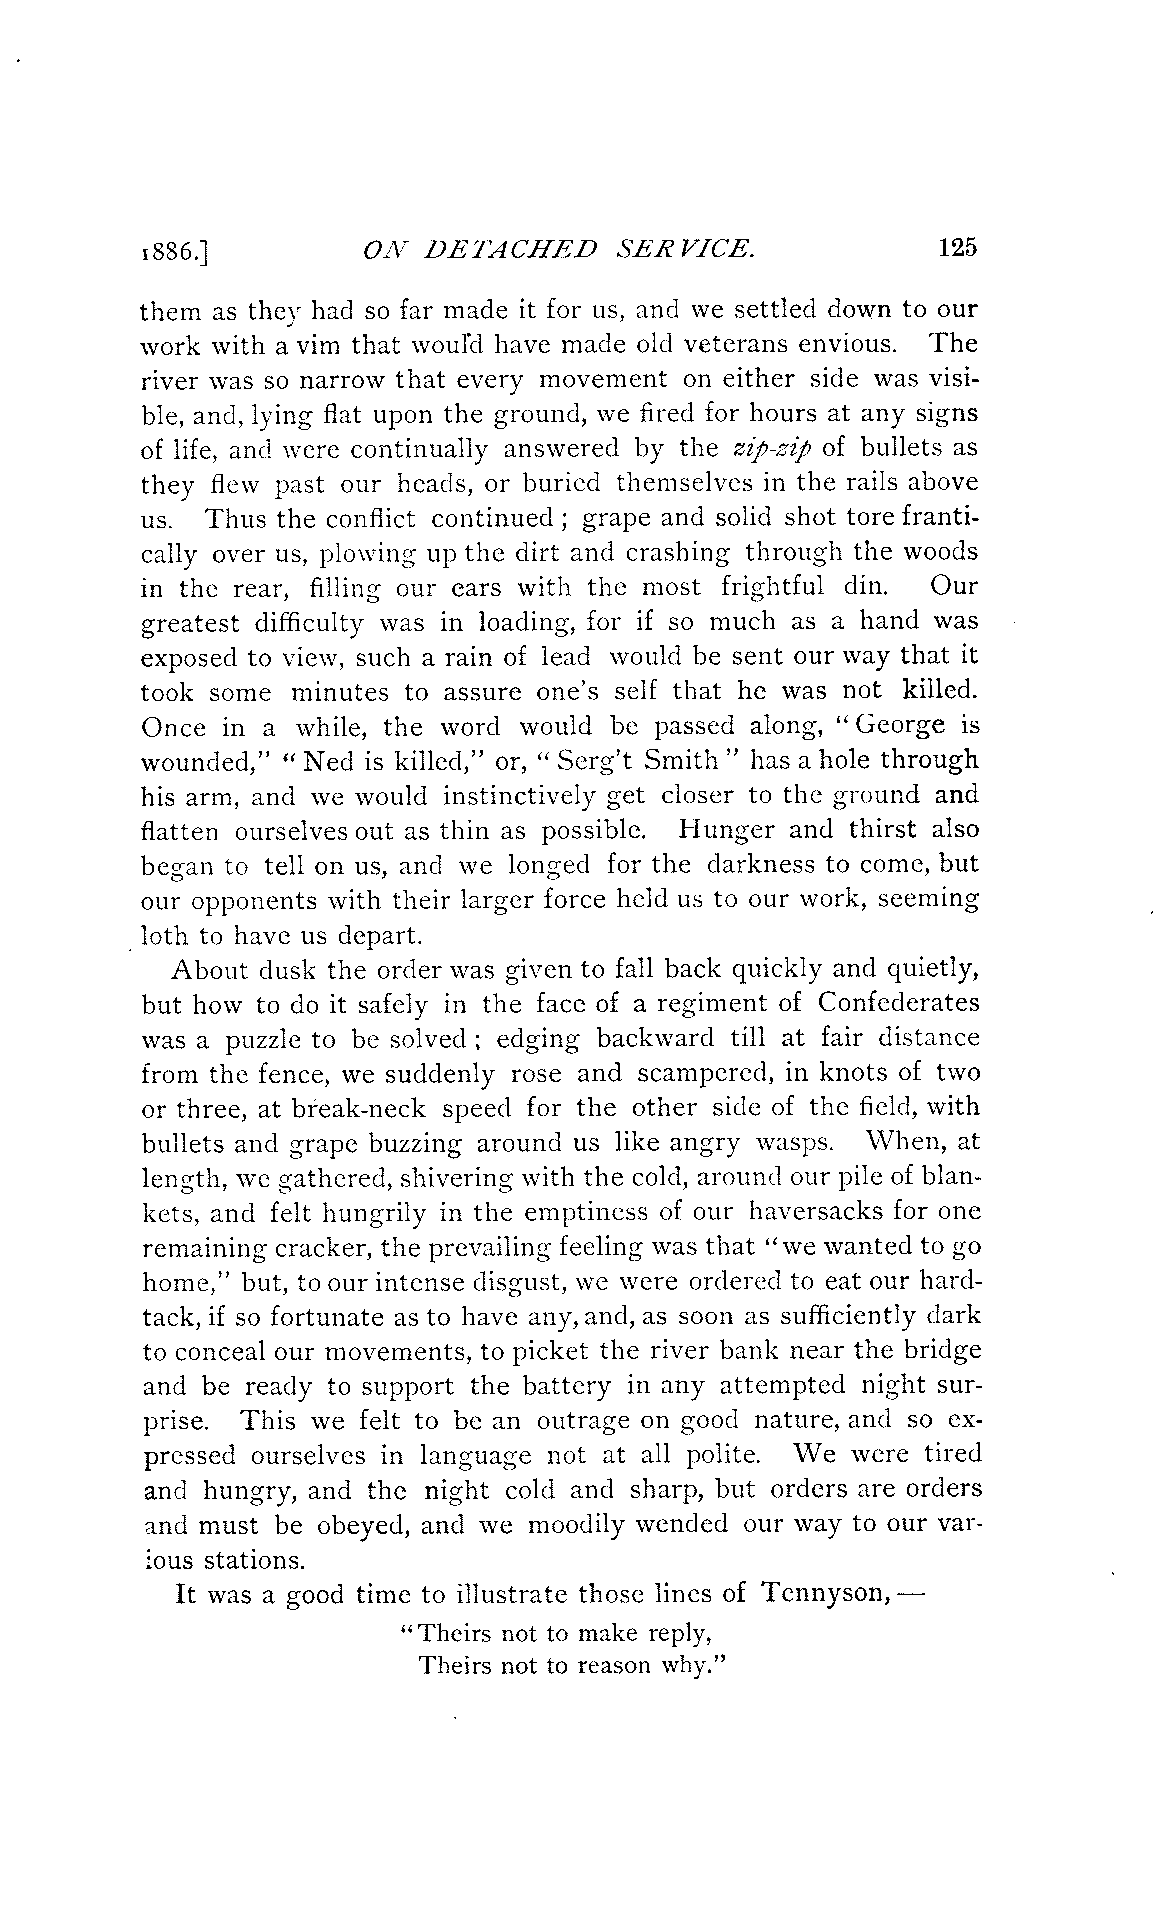 1886.] ON DETACHED SERVICE. 125
them as they had so far made it for us, and we settled down to our
work with a vim that would have made old veterans envious. The
river was so narrow that every movement on either side was visi-
ble, and, lying flat upon the ground, we fired for hours at any signs
of life, and were continually answered by the zip-zip of bullets as
they flew past our heads, or buried themselves in the rails above
us. Thus the conflict continued; grape and solid shot tore franti-
cally over us, plowing up the dirt and crashing through the woods
in the rear, filling our ears with the most frightful din. Our
greatest difficulty was in loading, for if so much as a hand was
exposed to view, such a rain of lead would be sent our way that it
took some minutes to assure one's self that he was not killed.
Once in a while, the word would be passed along, "George is
wounded," "Ned is killed," or, "Serg't Smith" has a hole through
his arm, and we would instinctively get closer to the ground and
flatten ourselves out as thin as possible. Hunger and thirst also
began to tell on us, and we longed for the darkness to come, but
our opponents with their larger force held us to our work, seeming
loth to have us depart.
About dusk the order was given to fall back quickly and quietly,
but how to do it safely in the face of a regiment of Confederates
was a puzzle to be solved; edging backward till at fair distance
from the fence, we suddenly rose and scampered, in knots of two
or three, at break-neck speed for the other side of the field, with
bullets and grape buzzing around us like angry wasps. When, at
length, we gathered, shivering with the cold, around our pile of blan-
kets, and felt hungrily in the emptiness of our haversacks for one
remaining cracker, the prevailing feeling was that "we wanted to go
home," but, to our intense disgust, we were ordered to eat our hard-
tack, if so fortunate as to have any, and, as soon as sufficiently dark
to conceal our movements, to picket the river bank near the bridge
and be ready to support the battery in any attempted night sur-
prise. This we felt to be an outrage on good nature, and so ex-
pressed ourselves in language not at all polite. We were tired
and hungry, and the night cold and sharp, but orders are orders
and must be obeyed, and we moodily wended our way to our var-
ious stations.
It was a good time to illustrate those lines of Tennyson,—
"Theirs not to make reply,
Theirs not to reason why."